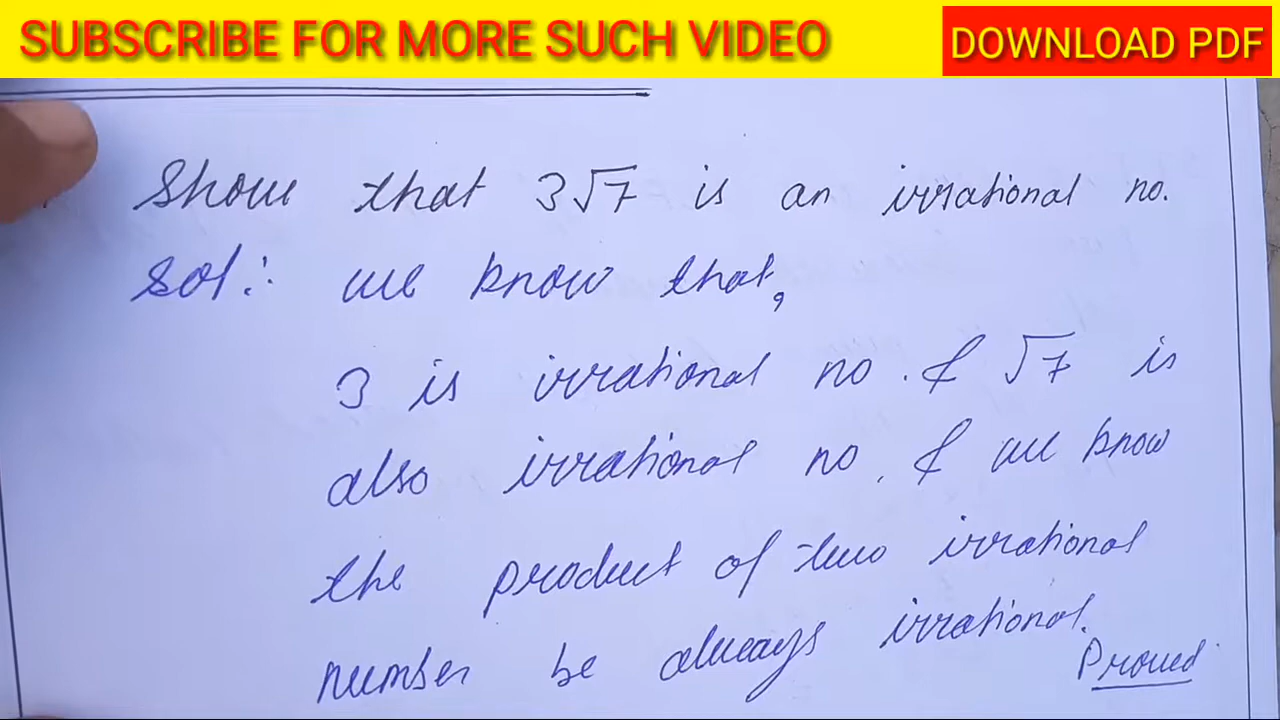 SUBSCRIBE FOR MORE SUCH VIDEO
DOWNLOAD PDF
Show that 3√7 is an irrational no.
Sol:. we know that,
3 is irrational no. & √7 is
also irrational no. & we know
the product of two irrational
number be always irrational.
Proved